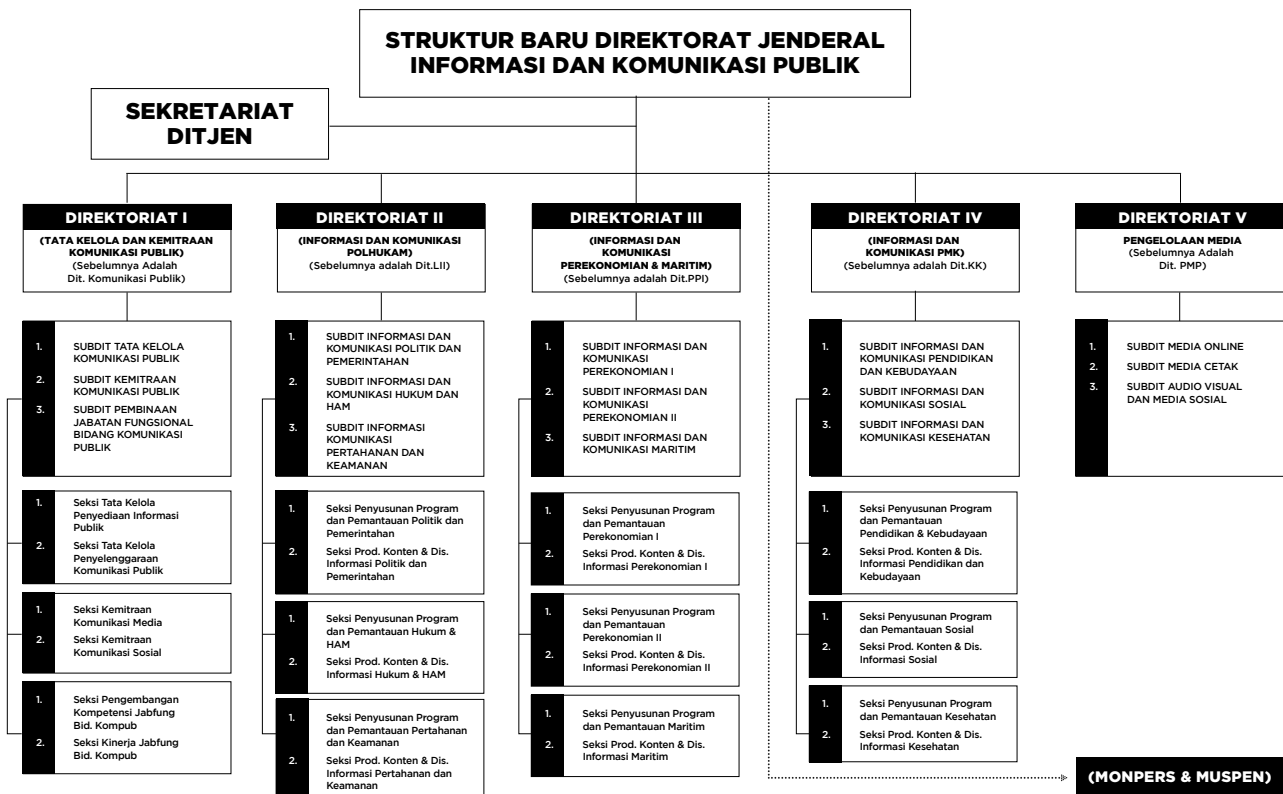 STRUKTUR BARU DIREKTORAT JENDERAL
INFORMASI DAN KOMUNIKASI PUBLIK
SEKRETARIAT
DITJEN
DIREKTORIAT I
(TATA KELOLA DAN KEMITRAAN
KOMUNIKASI PUBLIK)
(Sebelumnya Adalah
Dit. Komunikasi Publik)
1. SUBDIT TATA KELOLA
KOMUNIKASI PUBLIK
2. SUBDIT KEMITRAAN
KOMUNIKASI PUBLIK
3. SUBDIT PEMBINAAN
JABATAN FUNGSIONAL
BIDANG KOMUNIKASI
PUBLIK
1. Seksi Tata Kelola
Penyediaan Informasi
Publik
2. Seksi Tata Kelola
Penyelenggaraan
Komunikasi Publik
1. Seksi Kemitraan
Komunikasi Media
2. Seksi Kemitraan
Komunikasi Sosial
1. Seksi Pengembangan
Kompetensi Jabfung
Bid. Kompub
2. Seksi Kinerja Jabfung
Bid. Kompub
DIREKTORIAT II
(INFORMASI DAN KOMUNIKASI
POLHUKAM)
(Sebelumnya adalah Dit.LII)
1. SUBDIT INFORMASI DAN
KOMUNIKASI POLITIK DAN
PEMERINTAHAN
2. SUBDIT INFORMASI DAN
KOMUNIKASI HUKUM DAN
HAM
3. SUBDIT INFORMASI
KOMUNIKASI
PERTAHANAN DAN
KEAMANAN
1. Seksi Penyusunan Program
dan Pemantauan Politik dan
Pemerintahan
2. Seksi Prod. Konten & Dis.
Informasi Politik dan
Pemerintahan
1. Seksi Penyusunan Program
dan Pemantauan Hukum &
HAM
2. Seksi Prod. Konten & Dis.
Informasi Hukum & HAM
1. Seksi Penyusunan Program
dan Pemantauan Pertahanan
dan Keamanan
2. Seksi Prod. Konten & Dis.
Informasi Pertahanan dan
Keamanan
DIREKTORIAT III
(INFORMASI DAN
KOMUNIKASI
PEREKONOMIAN & MARITIM)
(Sebelumnya adalah Dit.PPI)
1. SUBDIT INFORMASI DAN
KOMUNIKASI
PEREKONOMIAN I
2. SUBDIT INFORMASI DAN
KOMUNIKASI
PEREKONOMIAN II
3. SUBDIT INFORMASI DAN
KOMUNIKASI MARITIM
1. Seksi Penyusunan Program
dan Pemantauan
Perekonomian I
2. Seksi Prod. Konten & Dis.
Informasi Perekonomian I
1. Seksi Penyusunan Program
dan Pemantauan
Perekonomian II
2. Seksi Prod. Konten & Dis.
Informasi Perekonomian II
1. Seksi Penyusunan Program
dan Pemantauan Maritim
2. Seksi Prod. Konten & Dis.
Informasi Maritim
DIREKTORIAT IV
(INFORMASI DAN
KOMUNIKASI PMK)
(Sebelumnya adalah Dit.KK)
1. SUBDIT INFORMASI DAN
KOMUNIKASI PENDIDIKAN
DAN KEBUDAYAAN
2. SUBDIT INFORMASI DAN
KOMUNIKASI SOSIAL
3. SUBDIT INFORMASI DAN
KOMUNIKASI KESEHATAN
1. Seksi Penyusunan Program
dan Pemantauan
Pendidikan & Kebudayaan
2. Seksi Prod. Konten & Dis.
Informasi Pendidikan dan
Kebudayaan
1. Seksi Penyusunan Program
dan Pemantauan Sosial
2. Seksi Prod. Konten & Dis.
Informasi Sosial
1. Seksi Penyusunan Program
dan Pemantauan Kesehatan
2. Seksi Prod. Konten & Dis.
Informasi Kesehatan
DIREKTORIAT V
PENGELOLAAN MEDIA
(Sebelumnya Adalah
Dit. PMP)
1. SUBDIT MEDIA ONLINE
2. SUBDIT MEDIA CETAK
3. SUBDIT AUDIO VISUAL
DAN MEDIA SOSIAL
(MONPERS & MUSPEN)